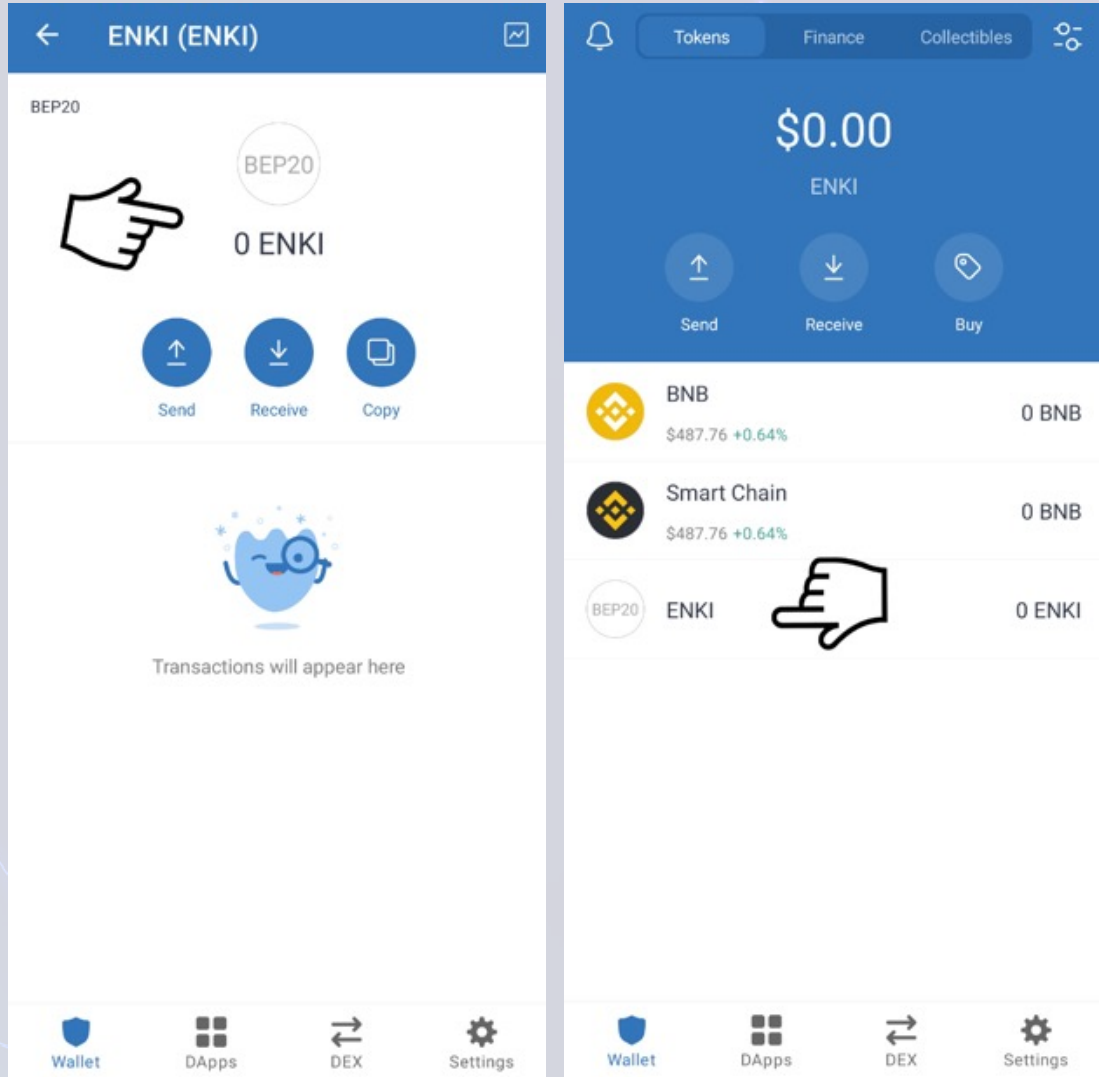 ENKI (ENKI)
BEP20
BEP20
0 ENKI
Send Receive Copy
Transactions will appear here
Wallet DApps DEX Settings
Tokens Finance Collectibles
$0.00
ENKI
Send Receive Buy
BNB
0 BNB
$487.76 +0.64%
Smart Chain
0 BNB
$487.76 +0.64%
BEP20 ENKI 0 ENKI
Wallet DApps DEX Settings